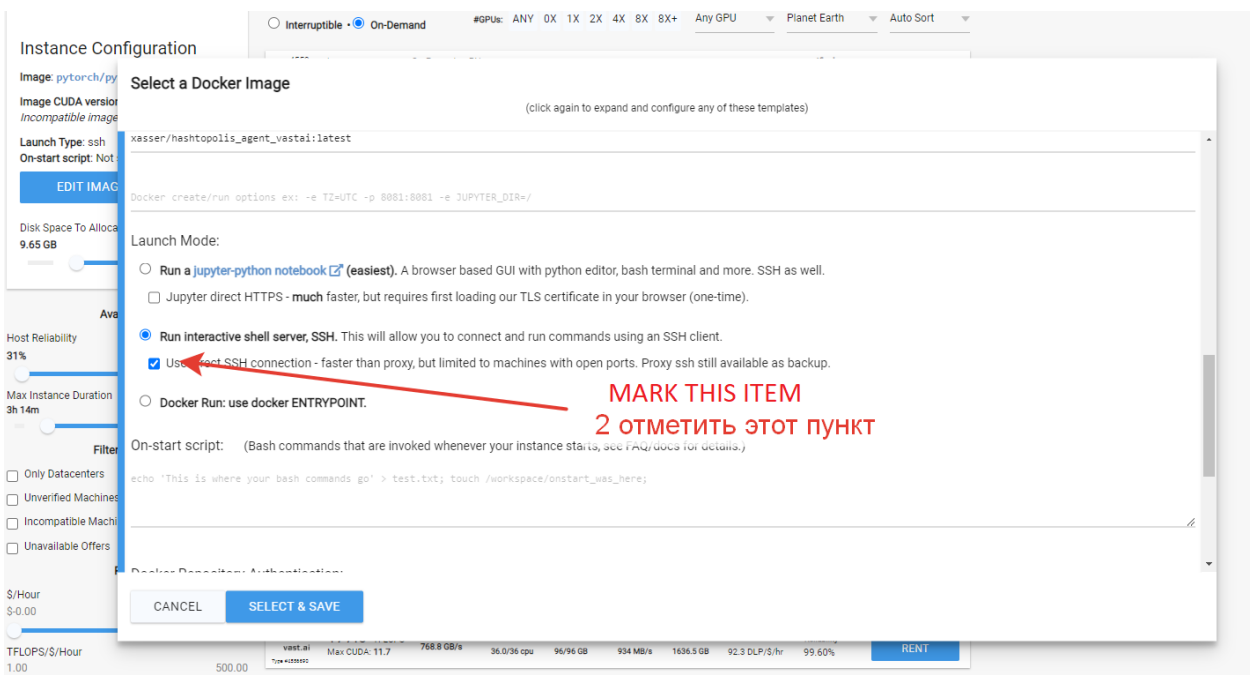 Interruptible • On-Demand #GPUs: ANY 0X 1X 2X 4X 8X 8X+ Any GPU Planet Earth Auto Sort
Instance Configuration
Image: pytorch/py
Select a Docker Image
Image CUDA version
(click again to expand and configure any of these templates)
Incompatible image
xasser/hashtopolis_agent_vastai:latest
Launch Type: ssh
On-start script: Not
EDIT IMAG
Docker create/run options ex: -e TZ=UTC -p 8081:8081 -e JUPYTER_DIR=/
Disk Space To Alloca
9.65 GB
Launch Mode:
Run a jupyter-python notebook (easiest). A browser based GUI with python editor, bash terminal and more. SSH as well.
Jupyter direct HTTPS - much faster, but requires first loading our TLS certificate in your browser (one-time).
Ava
Host Reliability
31%
Run interactive shell server, SSH. This will allow you to connect and run commands using an SSH client.
Use direct SSH connection - faster than proxy, but limited to machines with open ports. Proxy ssh still available as backup.
Max Instance Duration
3h 14m
MARK THIS ITEM
Docker Run: use docker ENTRYPOINT.
2 отметить этот пункт
Filter
On-start script: (Bash commands that are invoked whenever your instance starts, see FAQ/docs for details.)
Only Datacenters
echo 'This is where your bash commands go' > test.txt; touch /workspace/onstart_was_here;
Unverified Machines
Incompatible Machi
Unavailable Offers
Docker Repository Authentication:
$/Hour
$-0.00
CANCEL SELECT & SAVE
TFLOPS/$/Hour
1.00 500.00
vast.ai Max CUDA: 11.7 768.8 GB/s 36.0/36 cpu 96/96 GB 934 MB/s 1636.5 GB 92.3 DLP/$/hr 99.60% RENT